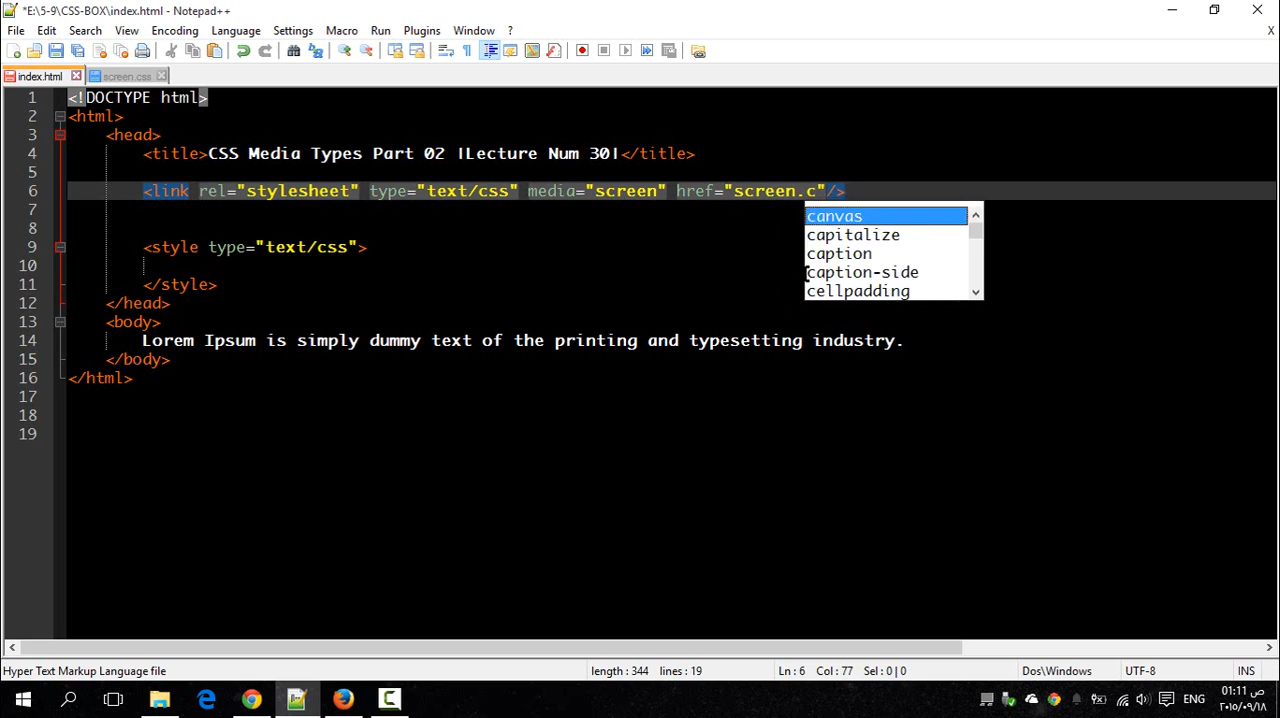 *E:\5-9\CSS-BOX\index.html - Notepad++
File Edit Search View Encoding Language Settings Macro Run Plugins Window ? X
index.html screen.css
1 <!DOCTYPE html>
2 <html>
3 <head>
4 <title>CSS Media Types Part 02 |Lecture Num 30|</title>
5
6 <link rel="stylesheet" type="text/css" media="screen" href="screen.c"/>
7
8
9 <style type="text/css">
10
11 </style>
12 </head>
13 <body>
14 Lorem Ipsum is simply dummy text of the printing and typesetting industry.
15 </body>
16 </html>
17
18
19
canvas
capitalize
caption
caption-side
cellpadding
Hyper Text Markup Language file length : 344 lines : 19 Ln : 6 Col : 77 Sel : 0 | 0 Dos\Windows UTF-8 INS
ENG
01:11 ص
٢٠١٥/٠٩/١٨